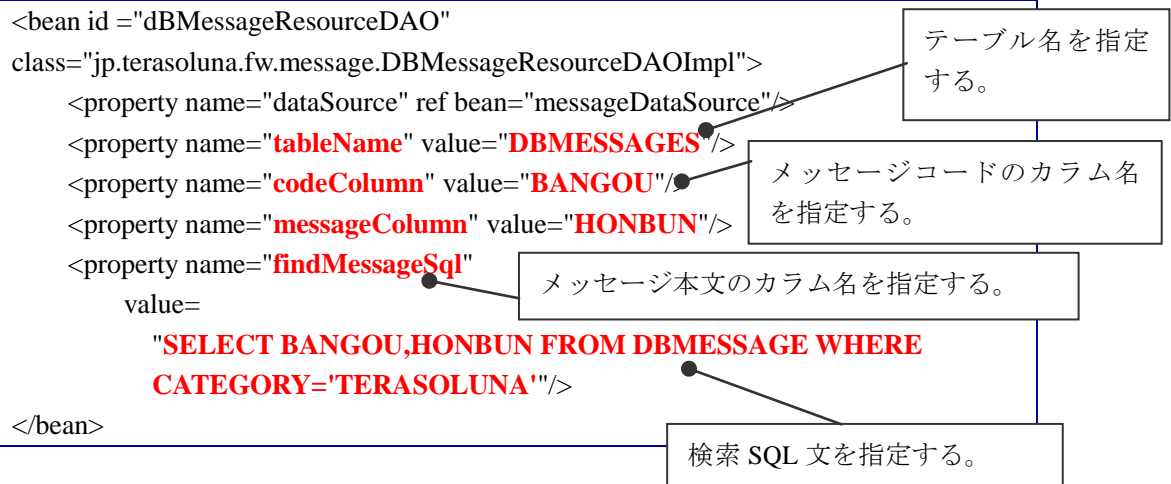 <bean id ="dBMessageResourceDAO"
class="jp.terasoluna.fw.message.DBMessageResourceDAOImpl">
<property name="dataSource" ref bean="messageDataSource"/>
<property name="tableName" value="DBMESSAGES"/>
<property name="codeColumn" value="BANGOU"/>
<property name="messageColumn" value="HONBUN"/>
<property name="findMessageSql"
value=
"SELECT BANGOU,HONBUN FROM DBMESSAGE WHERE
CATEGORY='TERASOLUNA'"/>
</bean>
テーブル名を指定
する。
メッセージコードのカラム名
を指定する。
メッセージ本文のカラム名を指定する。
検索 SQL 文を指定する。